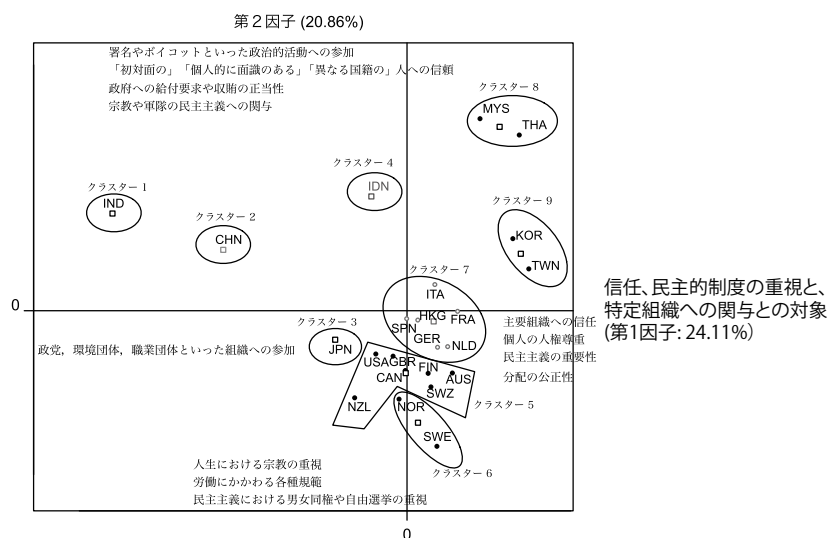 第２因子 (20.86%)
署名やボイコットといった政治的活動への参加
「初対面の」「個人的に面識のある」「異なる国籍の」人への信頼
政府への給付要求や収賄の正当性
宗教や軍隊の民主主義への関与
クラスター 8
MYS
THA
クラスター 4
IDN
クラスター 1
IND
クラスター 2
CHN
クラスター 9
KOR
TWN
クラスター 7
ITA
0
HKG
FRA
SPN
GER
NLD
信任、民主的制度の重視と、
特定組織への関与との対象
(第1因子: 24.11%)
主要組織への信任
個人の人権尊重
民主主義の重要性
分配の公正性
クラスター 3
JPN
政党，環境団体，職業団体といった組織への参加
USA
GBR
FIN
CAN
AUS
SWZ
NZL
NOR
クラスター 5
SWE
クラスター 6
人生における宗教の重視
労働にかかわる各種規範
民主主義における男女同権や自由選挙の重視
0